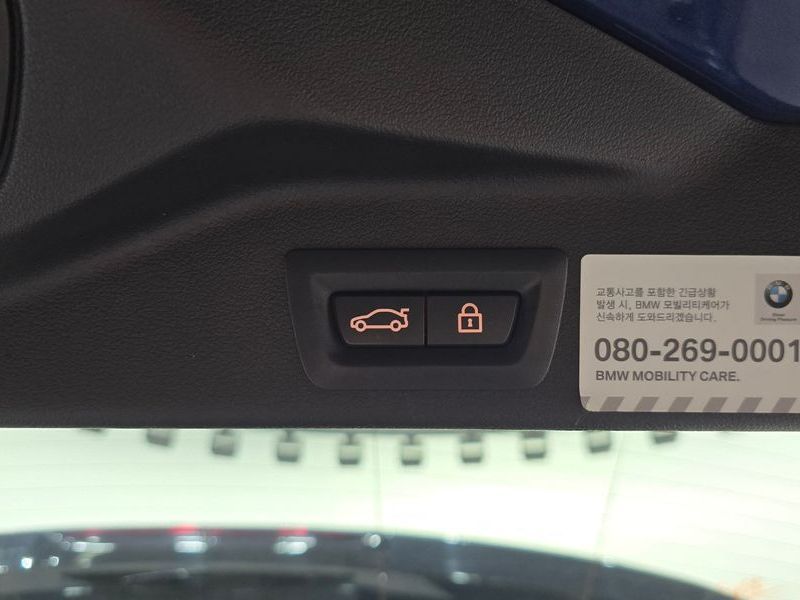 교통사고를 포함한 긴급상황
발생 시, BMW 모빌리티케어가
신속하게 도와드리겠습니다.
080-269-0001
BMW MOBILITY CARE.